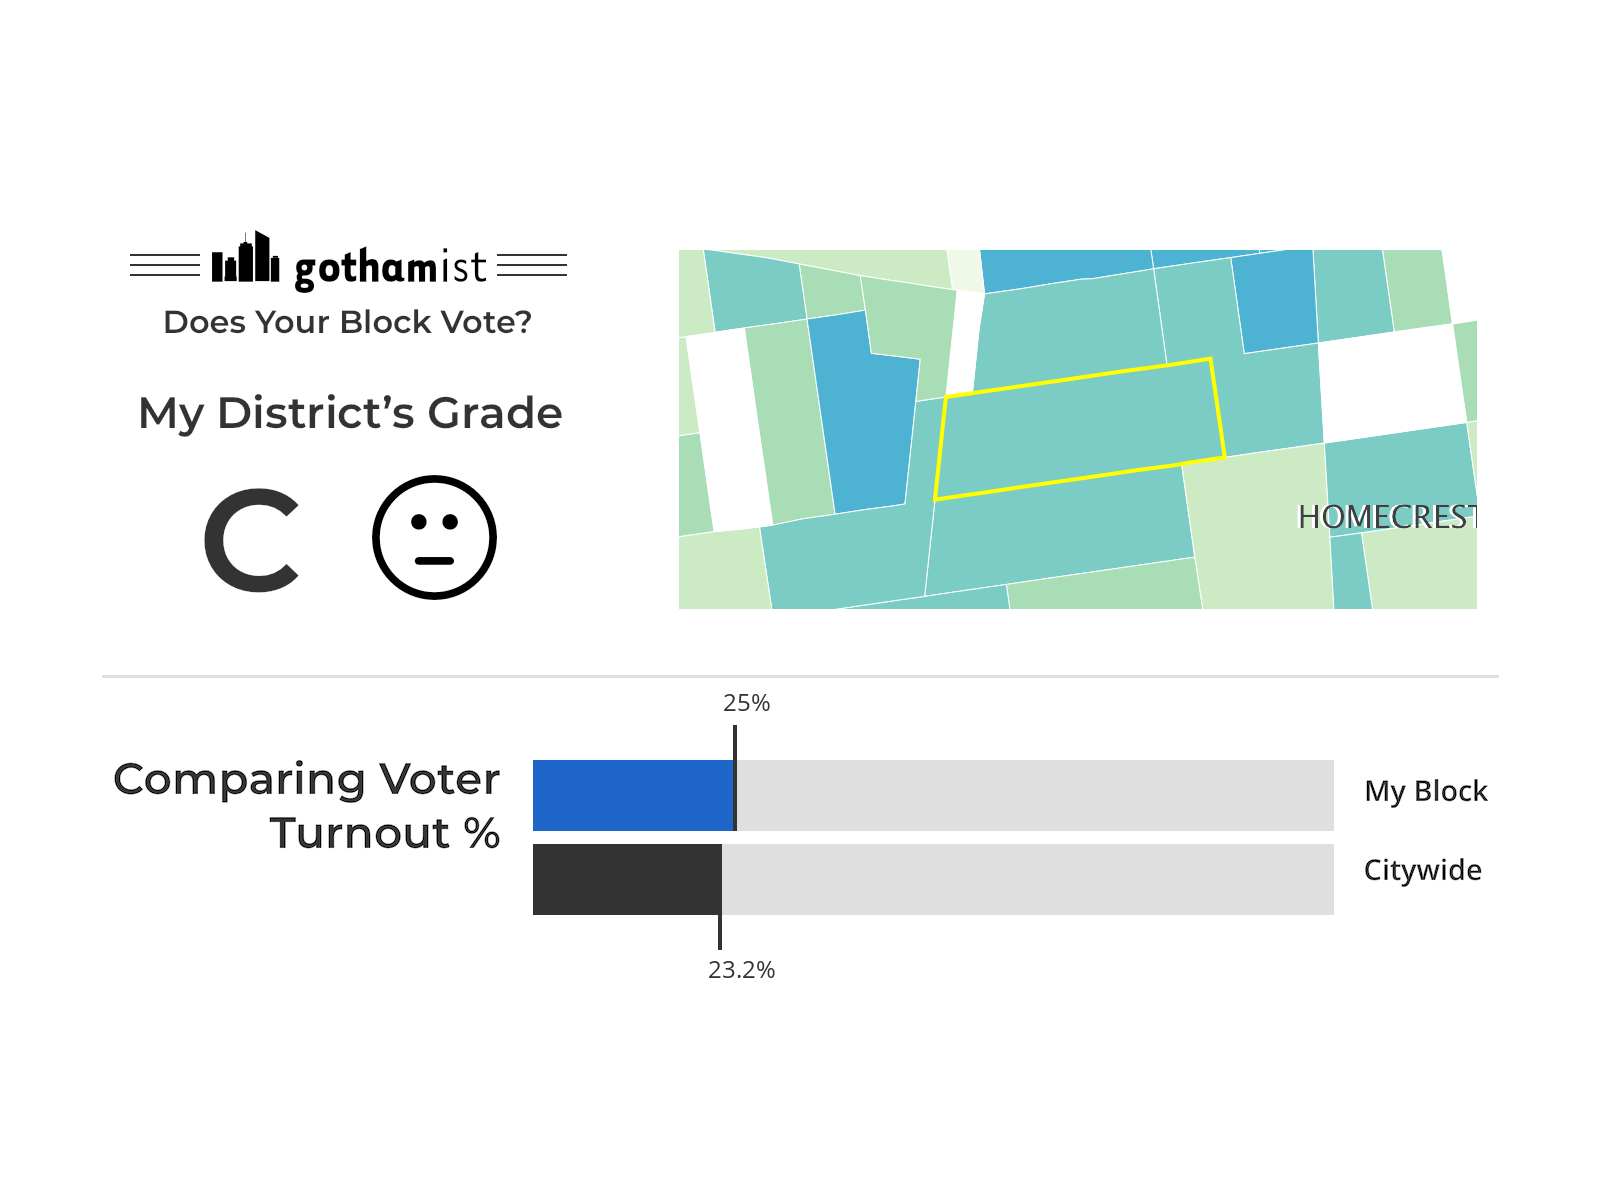 gothamist
Does Your Block Vote?
My District’s Grade
C
HOMECREST
25%
Comparing Voter
Turnout %
My Block
Citywide
23.2%